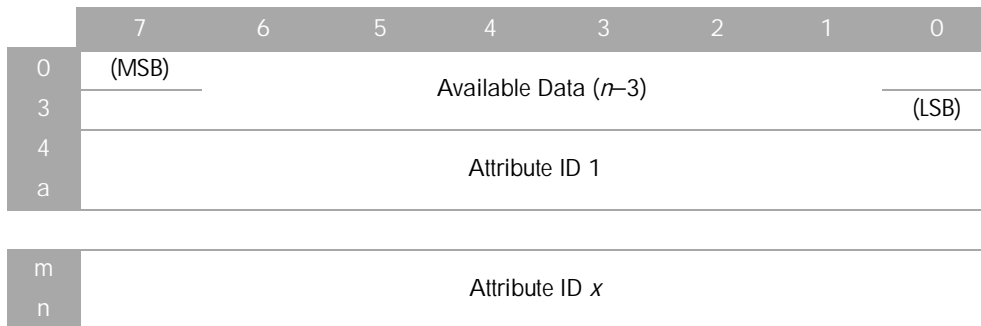 7 6 5 4 3 2 1 0
0 (MSB)
Available Data (n–3)
3 (LSB)
4
Attribute ID 1
a
m
Attribute ID x
n